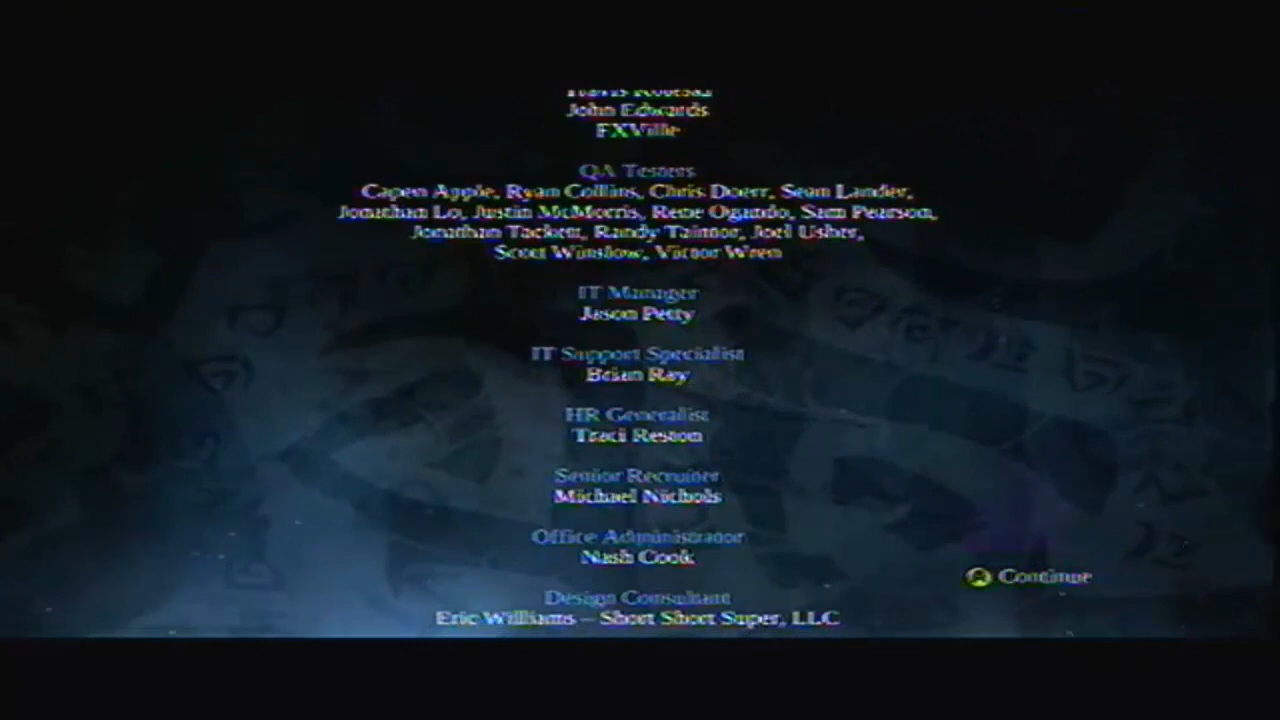 John Edwards
FXVille
QA Testers
Capen Apple, Ryan Collins, Chris Doerr, Sean Lander,
Jonathan Lo, Justin McMorris, Rene Ogando, Sam Pearson,
Jonathan Tackett, Randy Taintor, Joel Usher,
Scott Winslow, Victor Wren
IT Manager
Jason Petty
IT Support Specialist
Brian Ray
HR Generalist
Traci Reston
Senior Recruiter
Michael Nichols
Office Administrator
Nash Cook
A Continue
Design Consultant
Eric Williams – Short Short Super, LLC